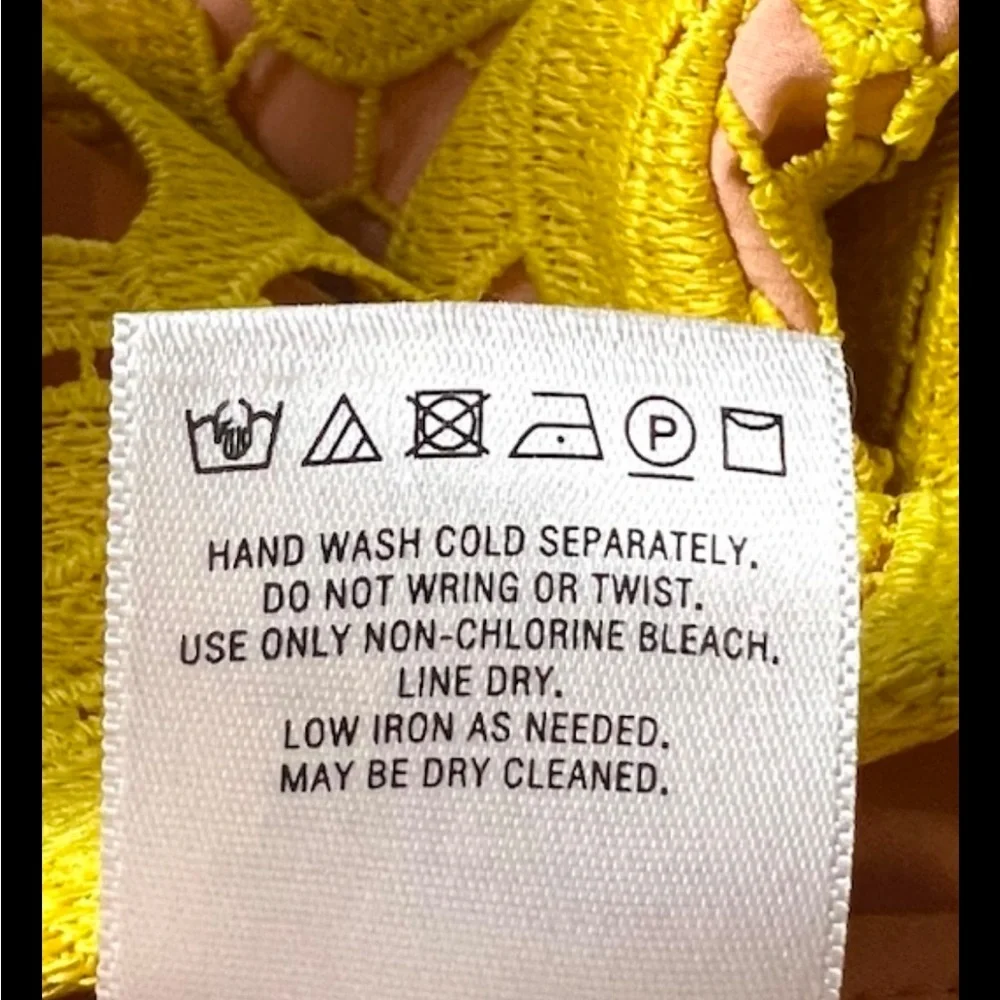 P
HAND WASH COLD SEPARATELY.
DO NOT WRING OR TWIST.
USE ONLY NON-CHLORINE BLEACH.
LINE DRY.
LOW IRON AS NEEDED.
MAY BE DRY CLEANED.